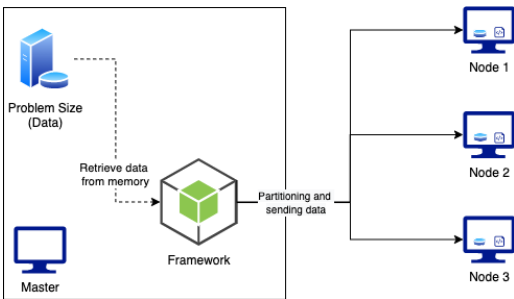 Problem Size
(Data)
Retrieve data
from memory
Framework
Master
Partitioning and
sending data
Node 1
Node 2
Node 3